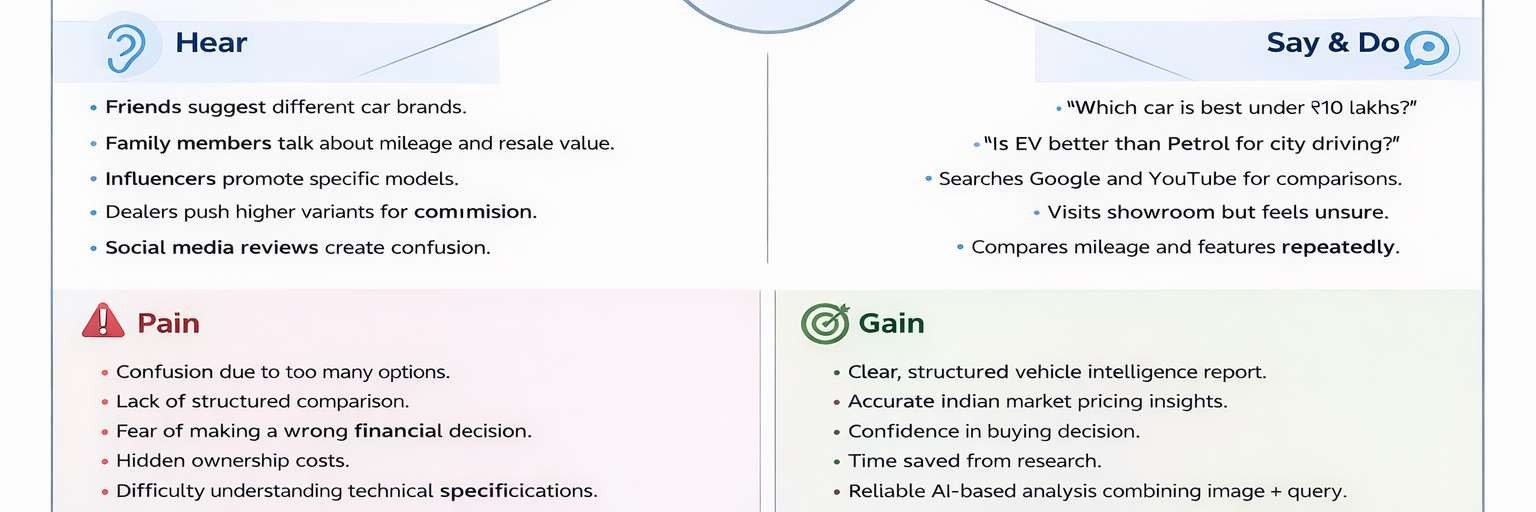 Hear
• Friends suggest different car brands.
• Family members talk about mileage and resale value.
• Influencers promote specific models.
• Dealers push higher variants for comımision.
• Social media reviews create confusion.
Say & Do
• “Which car is best under ₹10 lakhs?”
• “Is EV better than Petrol for city driving?”
• Searches Google and YouTube for comparisons.
• Visits showroom but feels unsure.
• Compares mileage and features repeatedly.
Pain
• Confusion due to too many options.
• Lack of structured comparison.
• Fear of making a wrong financial decision.
• Hidden ownership costs.
• Difficulty understanding technical specificications.
Gain
• Clear, structured vehicle intelligence report.
• Accurate indian market pricing insights.
• Confidence in buying decision.
• Time saved from research.
• Reliable AI-based analysis combining image + query.